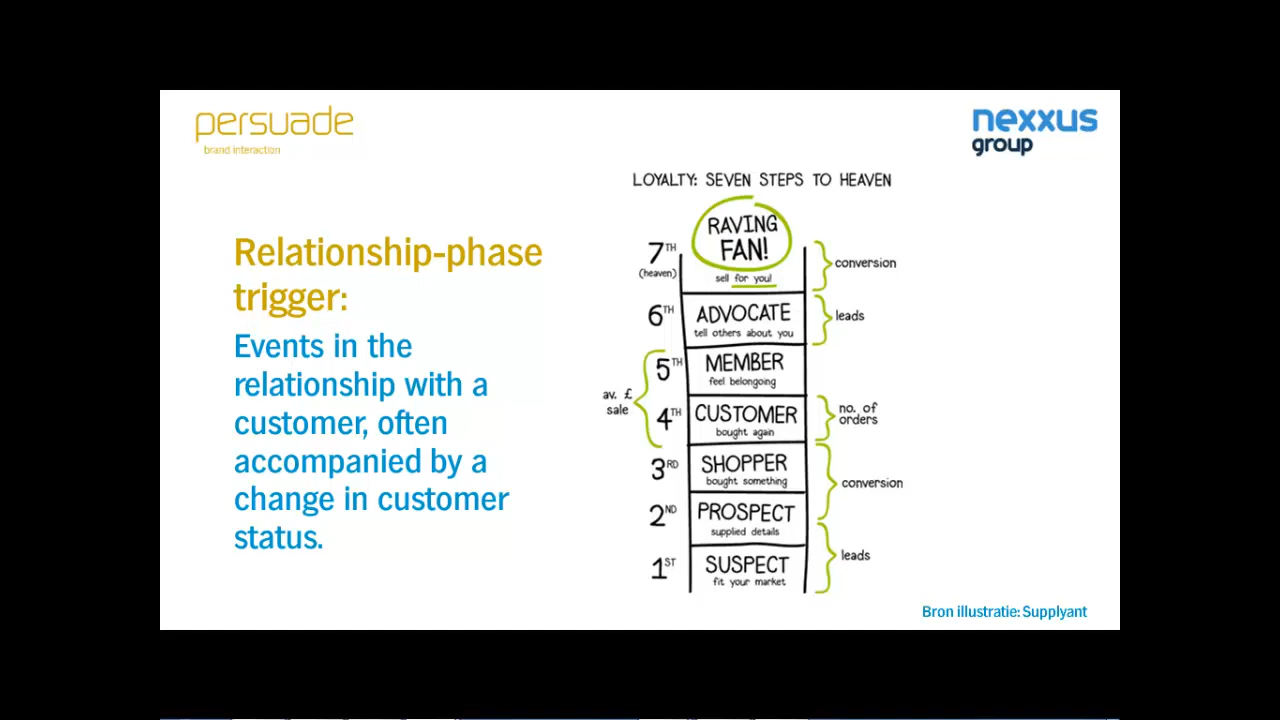 persuade
brand interaction
nexxus
group
Relationship-phase
trigger:
Events in the
relationship with a
customer, often
accompanied by a
change in customer
status.
LOYALTY: SEVEN STEPS TO HEAVEN
7TH
(heaven)
RAVING
FAN!
sell for you!
conversion
6TH
ADVOCATE
tell others about you
leads
5TH
MEMBER
feel belongoing
av. £
sale
4TH
CUSTOMER
bought again
no. of
orders
3RD
SHOPPER
bought something
conversion
2ND
PROSPECT
supplied details
1ST
SUSPECT
fit your market
leads
Bron illustratie: Supplyant